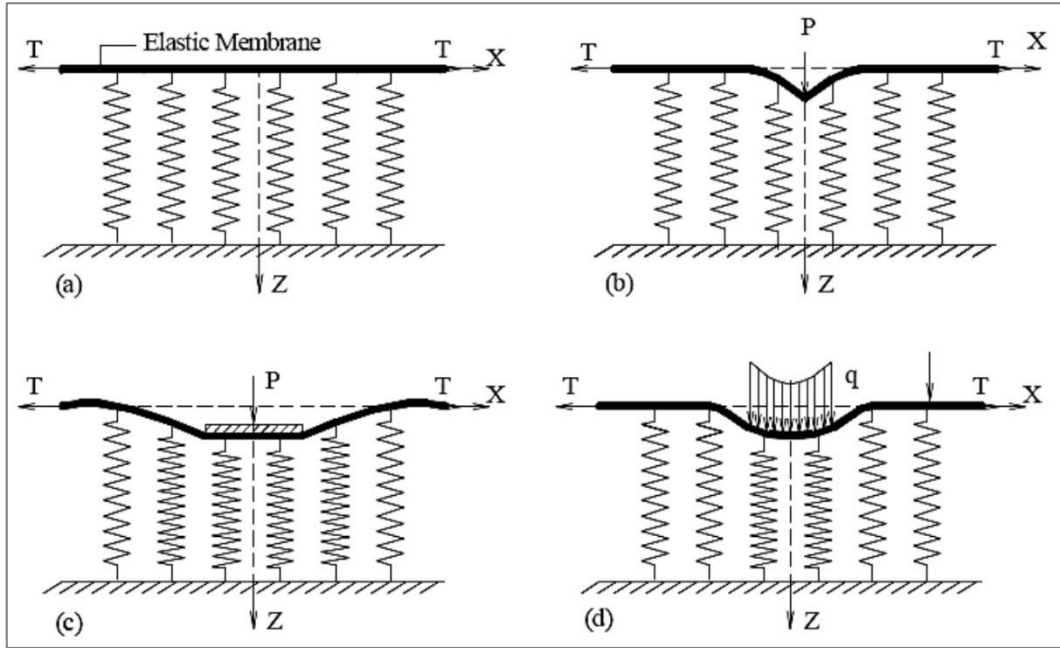 Elastic Membrane
T T X
Z
(a)
P
T T X
Z
(b)
P
T T X
Z
(c)
q
T T X
Z
(d)